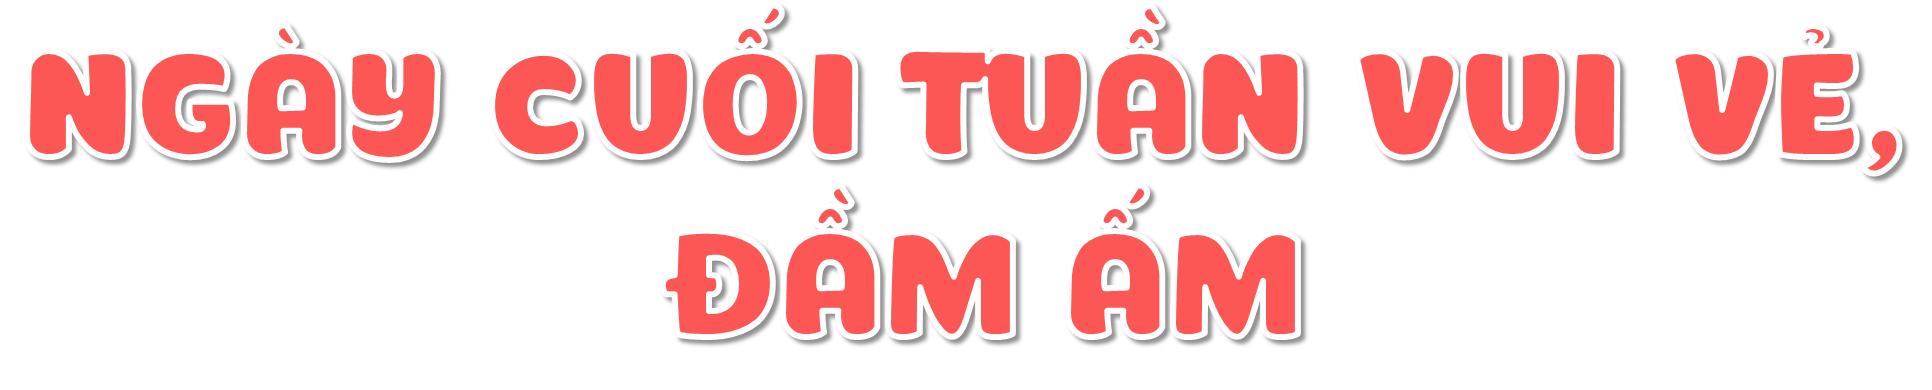 NGÀY CUỐI TUẦN VUI VẺ,
ĐẦM ẤM